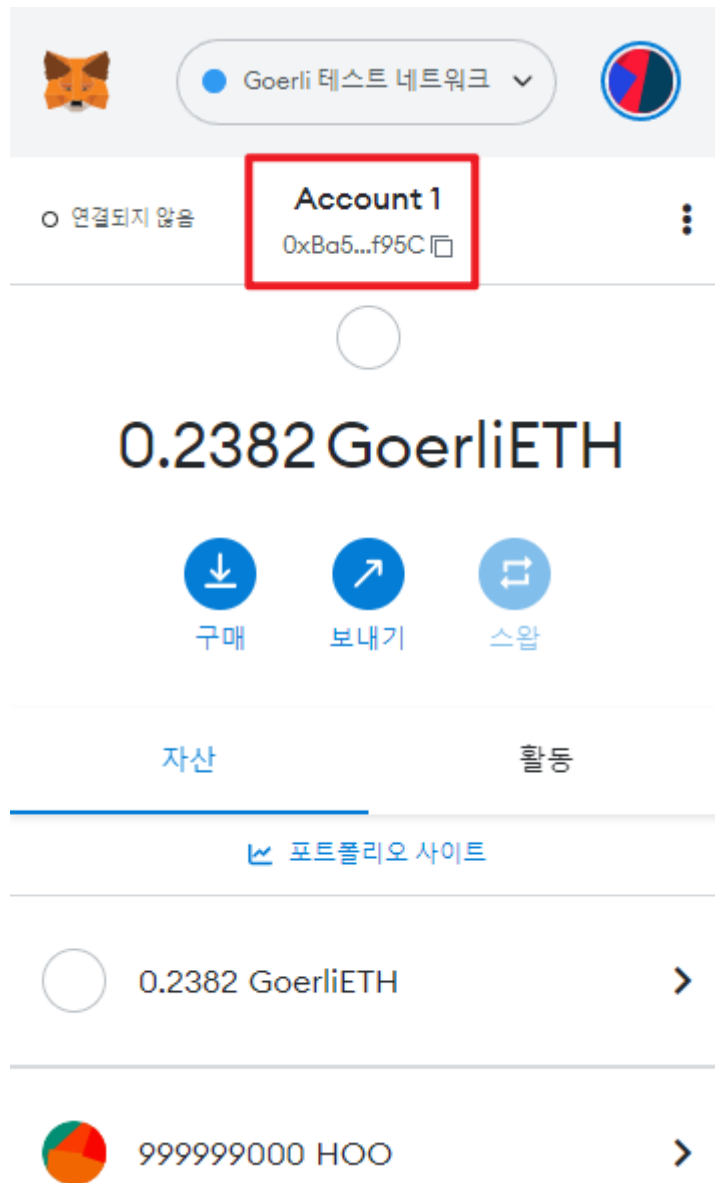 Goerli 테스트 네트워크
연결되지 않음
Account 1
0xBa5...f95C
0.2382 GoerliETH
구매 보내기 스왑
자산 활동
포트폴리오 사이트
0.2382 GoerliETH
999999000 HOO